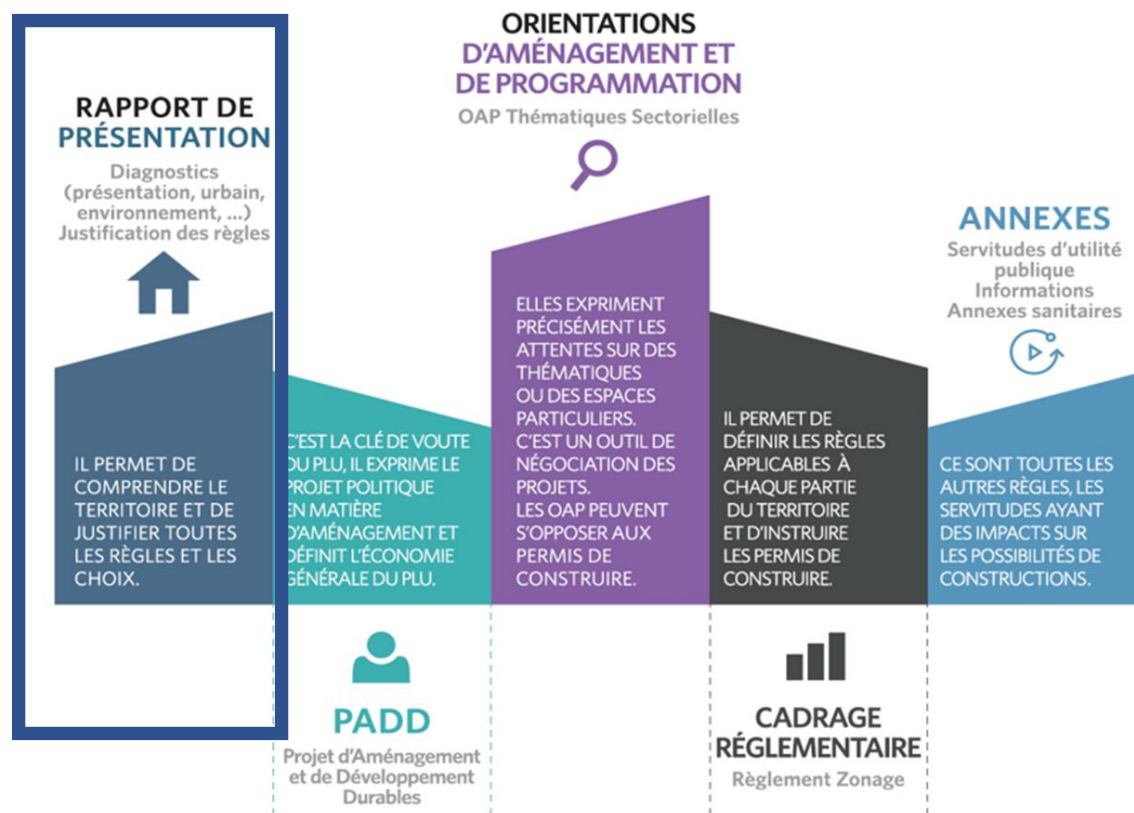 RAPPORT DE
PRÉSENTATION
Diagnostics
(présentation, urbain,
environnement, ...)
Justification des règles
IL PERMET DE
COMPRENDRE LE
TERRITOIRE ET DE
JUSTIFIER TOUTES
LES RÈGLES ET LES
CHOIX.
C'EST LA CLÉ DE VOUTE
DU PLU, IL EXPRIME LE
PROJET POLITIQUE
EN MATIÈRE
D'AMÉNAGEMENT ET
DÉFINIT L'ÉCONOMIE
GÉNÉRALE DU PLU.
PADD
Projet d'Aménagement
et de Développement
Durables
ORIENTATIONS
D'AMÉNAGEMENT ET
DE PROGRAMMATION
OAP Thématiques Sectorielles
ELLES EXPRIMENT
PRÉCISÉMENT LES
ATTENTES SUR DES
THÉMATIQUES
OU DES ESPACES
PARTICULIERS.
C'EST UN OUTIL DE
NÉGOCIATION DES
PROJETS.
LES OAP PEUVENT
S'OPPOSER AUX
PERMIS DE
CONSTRUIRE.
IL PERMET DE
DÉFINIR LES RÈGLES
APPLICABLES À
CHAQUE PARTIE
DU TERRITOIRE
ET D'INSTRUIRE
LES PERMIS DE
CONSTRUIRE.
CADRAGE
RÉGLEMENTAIRE
Règlement Zonage
ANNEXES
Servitudes d'utilité
publique
Informations
Annexes sanitaires
CE SONT TOUTES LES
AUTRES RÈGLES, LES
SERVITUDES AYANT
DES IMPACTS SUR
LES POSSIBILITÉS DE
CONSTRUCTIONS.